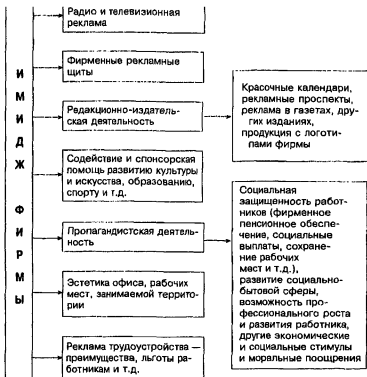 ИМИДЖ ФИРМЫ
Радио и телевизионная
реклама
Фирменные рекламные
щиты
Редакционно-издатель-
ская деятельность
Красочные календари,
рекламные проспекты,
реклама в газетах, дру-
гих изданиях,
продукция с логоти-
пами фирмы
Содействие и спонсорская
помощь развитию культуры
и искусства, образованию,
спорту и т.д.
Пропагандистская деятель-
ность
Социальная
защищенность работ-
ников (фирменное
пенсионное обеспе-
чение, социальные
выплаты, сохране-
ние рабочих
мест и т.д.),
развитие социально-
бытовой сферы,
возможность про-
фессионального роста
и развития работника,
другие экономические
и социальные стимулы
и моральные поощрения
Эстетика офиса, рабочих
мест, занимаемой террито-
рии
Реклама трудоустройства —
преимущества, льготы ра-
ботникам и т.д.